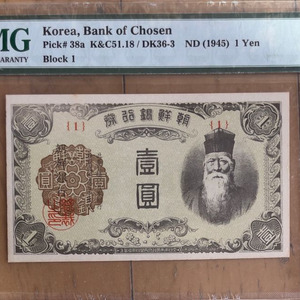 MG
ARANTY
Korea, Bank of Chosen
Pick# 38a K&C51.18 / DK36-3 ND (1945) 1 Yen
Block 1
朝鮮銀行券
{1} {1}
壹圓